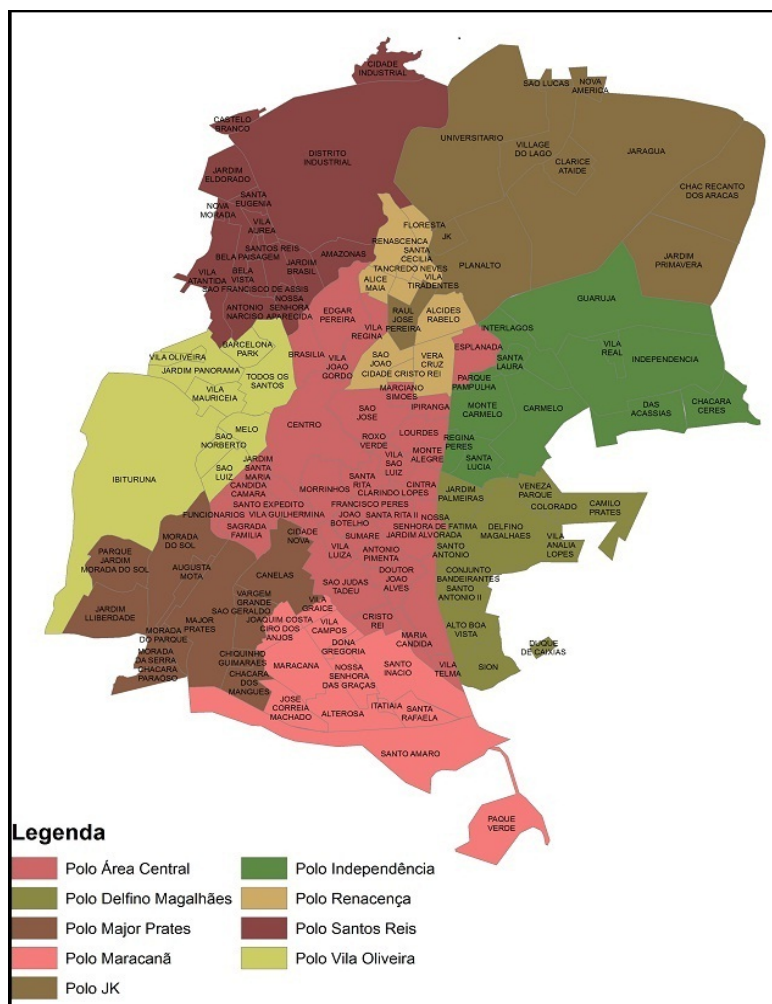 CIDADE
INDUSTRIAL
SAO LUCAS
NOVA
AMERICA
CASTELO
BRANCO
DISTRITO
INDUSTRIAL
UNIVERSITARIO
VILLAGE
DO LAGO
CLARICE
ATAIDE
JARAGUA
JARDIM
ELDORADO
CHAC RECANTO
DOS ARACAS
SANTA
EUGENIA
NOVA
MORADA
VILA
AUREA
FLORESTA
JK
RENASCENCA
SANTA
CECILIA
SANTOS REIS
BELA PAISAGEM
AMAZONAS
JARDIM
BRASIL
TANCREDO NEVES
PLANALTO
JARDIM
PRIMAVERA
VILA
ATANTIDA
BELA
VISTA
SAO FRANCISCO DE ASSIS
ALICE
MAIA
VILA
TIRADENTES
ANTONIO
NARCISO
NOSSA
SENHORA
APARECIDA
EDGAR
PEREIRA
RAUL
JOSE
PEREIRA
ALCIDES
RABELO
GUARUJA
VILA
REGINA
INTERLAGOS
BARCELONA
PARK
VILA OLIVEIRA
BRASILIA
VILA
JOAO
GORDO
SAO
JOAO
VERA
CRUZ
ESPLANADA
SANTA
LAURA
VILA
REAL
INDEPENDENCIA
JARDIM PANORAMA
TODOS OS
SANTOS
CIDADE CRISTO REI
PARQUE
PAMPULHA
VILA
MAURICEIA
MARCIANO
SIMOES
IPIRANGA
MONTE
CARMELO
CARMELO
DAS
ACASSIAS
CHACARA
CERES
SAO
JOSE
CENTRO
MELO
SAO
NORBERTO
ROXO
VERDE
LOURDES
REGINA
PERES
MONTE
ALEGRE
SANTA
LUCIA
JARDIM
SANTA
MARIA
SAO
LUIZ
VILA
SAO
LUIZ
IBITURUNA
CANDIDA
CAMARA
MORRINHOS
SANTA
RITA
CLARINDO LOPES
CINTRA
JARDIM
PALMEIRAS
VENEZA
PARQUE
COLORADO
CAMILO
PRATES
SANTO EXPEDITO
FUNCIONARIOS
VILA GUILHERMINA
FRANCISCO PERES
JOAO
BOTELHO
SANTA RITA II
NOSSA
SENHORA DE FATIMA
DELFINO
MAGALHAES
SAGRADA
FAMILIA
CIDADE
NOVA
SUMARE
JARDIM ALVORADA
MORADA
DO SOL
VILA
LUIZA
ANTONIO
PIMENTA
SANTO
ANTONIO
VILA
ANALIA
LOPES
PARQUE
JARDIM
MORADA DO SOL
AUGUSTA
MOTA
CANELAS
DOUTOR
JOAO
ALVES
CONJUNTO
BANDEIRANTES
SANTO
ANTONIO II
SAO JUDAS
TADEU
VARGEM
GRANDE
SAO GERALDO
VILA
GRAICE
JARDIM
LLIBERDADE
MAJOR
PRATES
JOAQUIM COSTA
CIRO DOS
ANJOS
VILA
CAMPOS
CRISTO
REI
ALTO BOA
VISTA
MORADA
DO PARQUE
DONA
GREGORIA
MARIA
CANDIDA
DUQUE
DE CAIXIAS
MORADA
DA SERRA
CHACARA
PARAÖSO
CHIQUINHO
GUIMARAES
MARACANA
NOSSA
SENHORA
DAS GRAÇAS
SANTO
INACIO
VILA
TELMA
SION
CHACARA
DOS
MANGUES
JOSE
CORREIA
MACHADO
ALTEROSA
ITATIAIA
SANTA
RAFAELA
SANTO AMARO
PAQUE
VERDE
Legenda
Polo Área Central
Polo Delfino Magalhães
Polo Major Prates
Polo Maracanã
Polo JK
Polo Independência
Polo Renacença
Polo Santos Reis
Polo Vila Oliveira